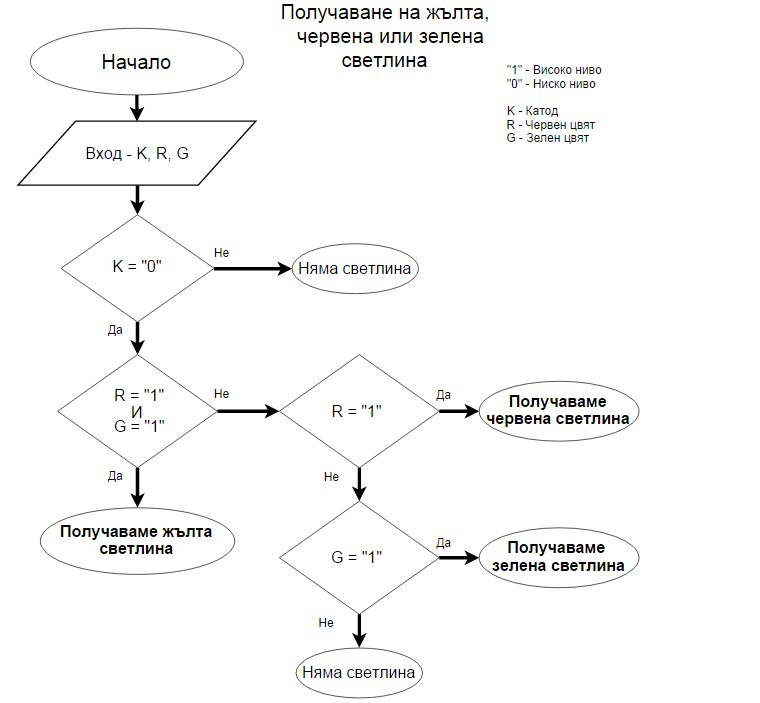 Получаване на жълта,
червена или зелена
светлина
Начало
"1" - Високо ниво
"0" - Ниско ниво
K - Катод
R - Червен цвят
G - Зелен цвят
Вход - K, R, G
K = "0"
Не
Няма светлина
Да
R = "1"
И
G = "1"
Не
R = "1"
Да
Получаваме
червена светлина
Да
Не
Получаваме жълта
светлина
G = "1"
Да
Получаваме
зелена светлина
Не
Няма светлина